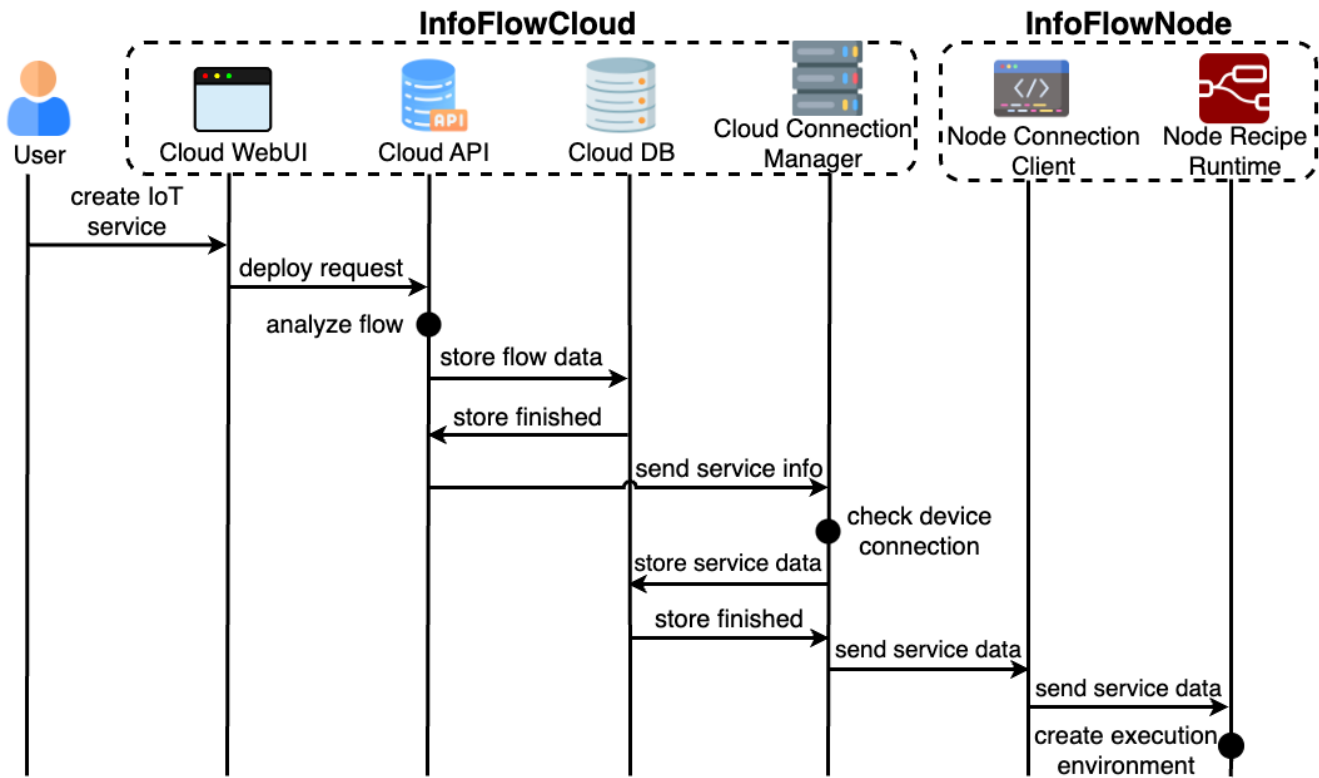 InfoFlowCloud
InfoFlowNode
API
User
Cloud WebUI
Cloud API
Cloud DB
Cloud Connection
Manager
</>
Node Connection
Client
Node Recipe
Runtime
create IoT
service
deploy request
analyze flow
store flow data
store finished
send service info
check device
connection
store service data
store finished
send service data
send service data
create execution
environment